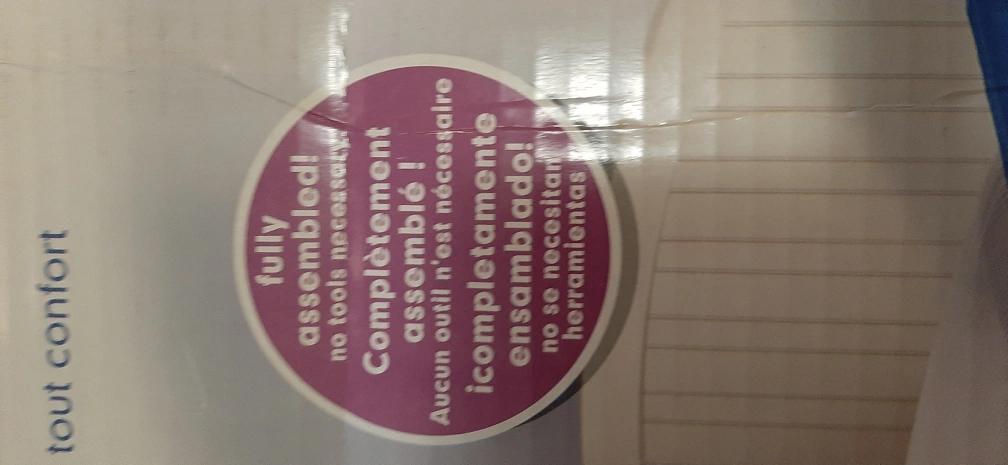 tout confort
fully
assembled!
no tools necessary.
Complètement
assemblé !
Aucun outil n'est nécessaire
¡completamente
ensamblado!
no se necesitan
herramientas